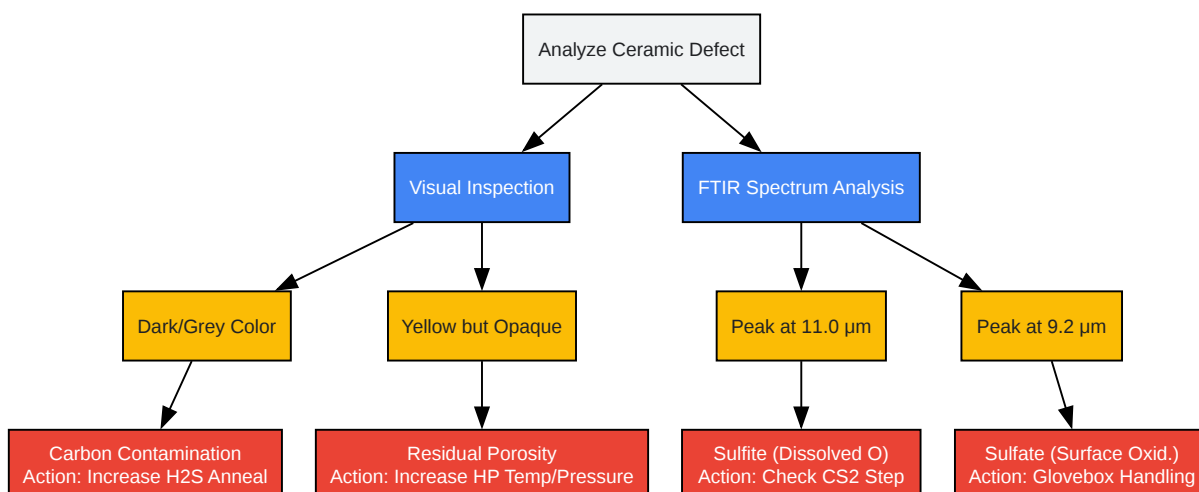 Analyze Ceramic Defect
Visual Inspection
FTIR Spectrum Analysis
Dark/Grey Color
Yellow but Opaque
Peak at 11.0 μm
Peak at 9.2 μm
Carbon Contamination
Action: Increase H2S Anneal
Residual Porosity
Action: Increase HP Temp/Pressure
Sulfite (Dissolved O)
Action: Check CS2 Step
Sulfate (Surface Oxid.)
Action: Glovebox Handling